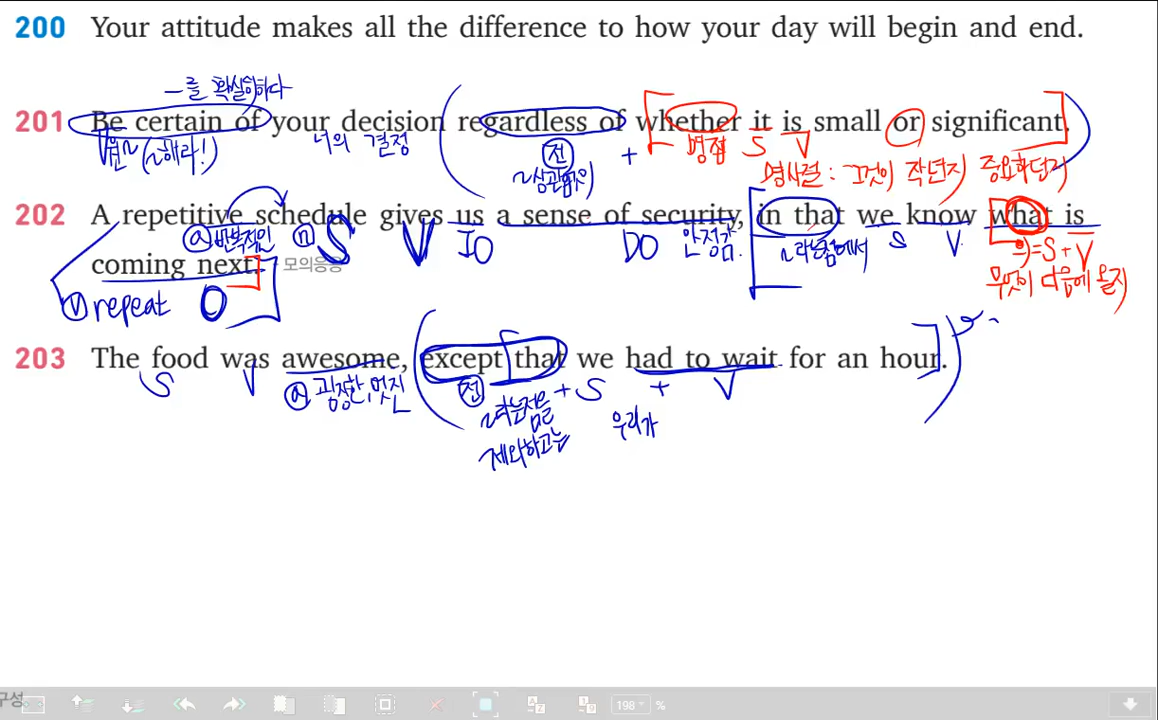 200 Your attitude makes all the difference to how your day will begin and end.
~를 확실히하다
201 Be certain of your decision regardless of whether it is small or significant.
(~해라!) 너의 결정 전 + 명접 S V
~상관없이 명사절 : 그것이 작던지 중요하던지
202 A repetitive schedule gives us a sense of security, in that we know what is
ⓐ 반복적인 ⓝ S V IO DO 안정감. ~라는점에서 S V. =S+V
coming next. 모의응용
ⓥ repeat O 무엇이 다음에 올지
203 The food was awesome, except that we had to wait for an hour.
S V ⓐ 굉장한, 멋진 전 + S + V
~라는점을 우리가
제외하고는
구성
198 %